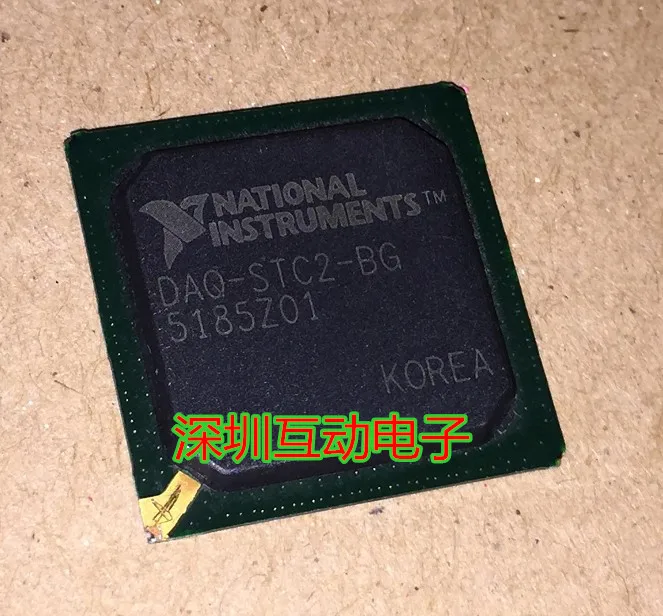 NATIONAL
INSTRUMENTS™
DAQ-STC2-BG
5185Z01
KOREA
深圳互动电子